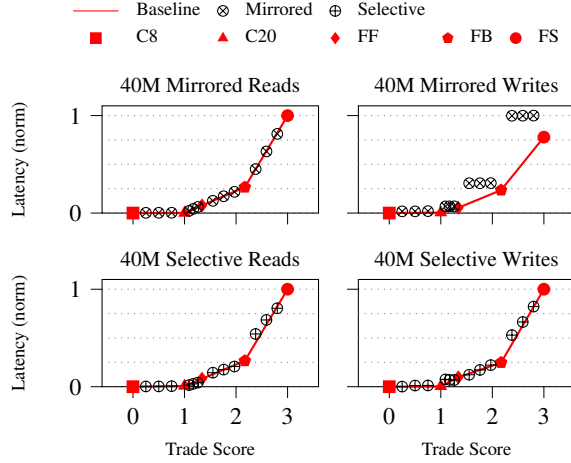 Baseline Mirrored Selective
C8 C20 FF FB FS
40M Mirrored Reads 40M Mirrored Writes
Latency (norm)
1
0
40M Selective Reads 40M Selective Writes
Latency (norm)
1
0
0 1 2 3 0 1 2 3
Trade Score Trade Score